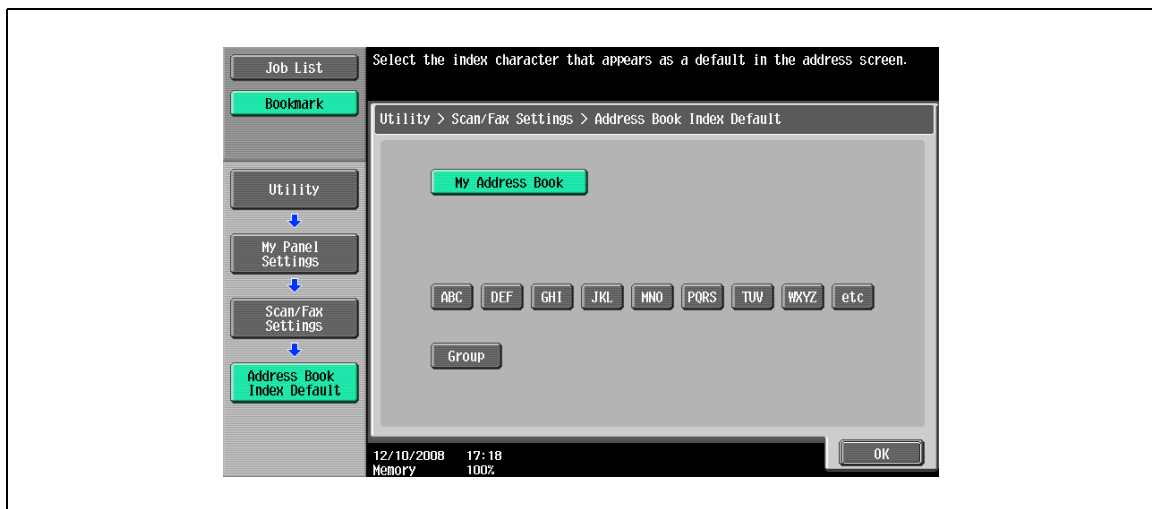 Job List
Bookmark
Select the index character that appears as a default in the address screen.
Utility > Scan/Fax Settings > Address Book Index Default
Utility
My Panel
Settings
Scan/Fax
Settings
Address Book
Index Default
My Address Book
ABC DEF GHI JKL MNO PQRS TUV WXYZ etc
Group
12/10/2008 17:18
Memory 100%
OK